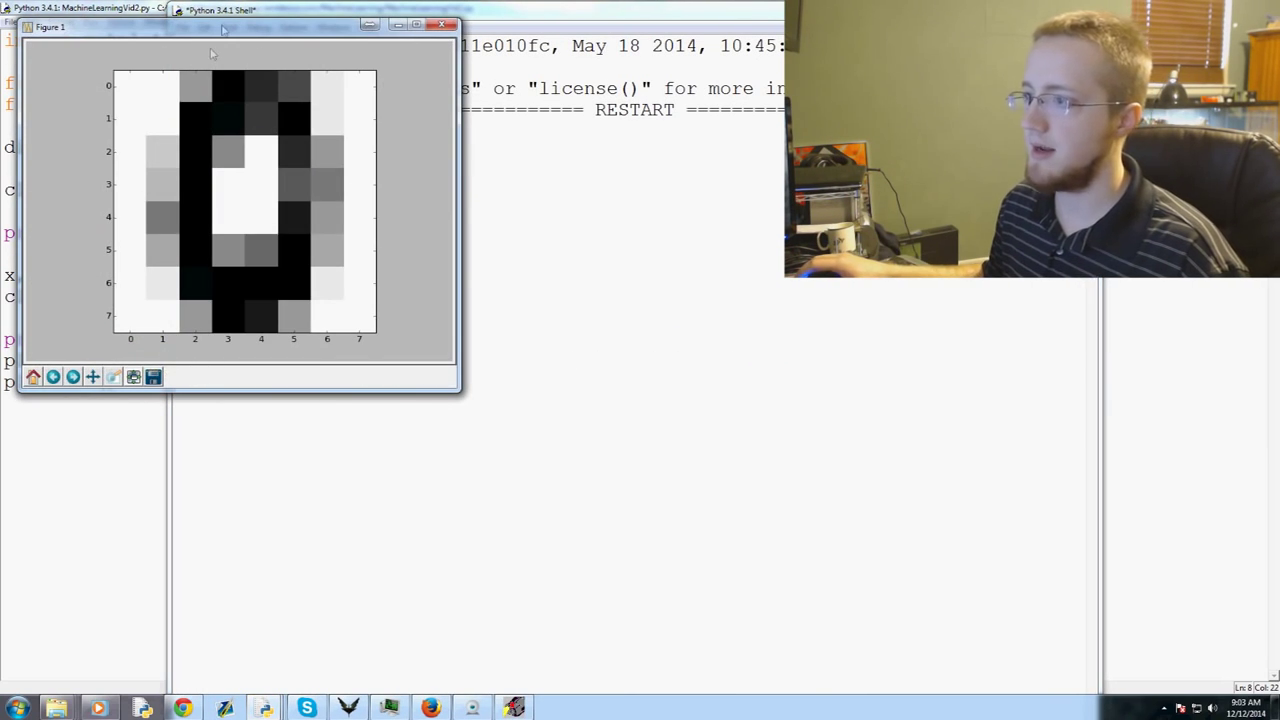 Python 3.4.1: MachineLearningVid2.py - C:
*Python 3.4.1 Shell*
Figure 1
11e010fc, May 18 2014, 10:45:
s" or "license()" for more in
=========== RESTART =========
i
f
f
d
c
p
x
c
p
p
p
0
1
2
3
4
5
6
7
0 1 2 3 4 5 6 7
Ln: 8 Col: 22
9:03 AM
12/12/2014